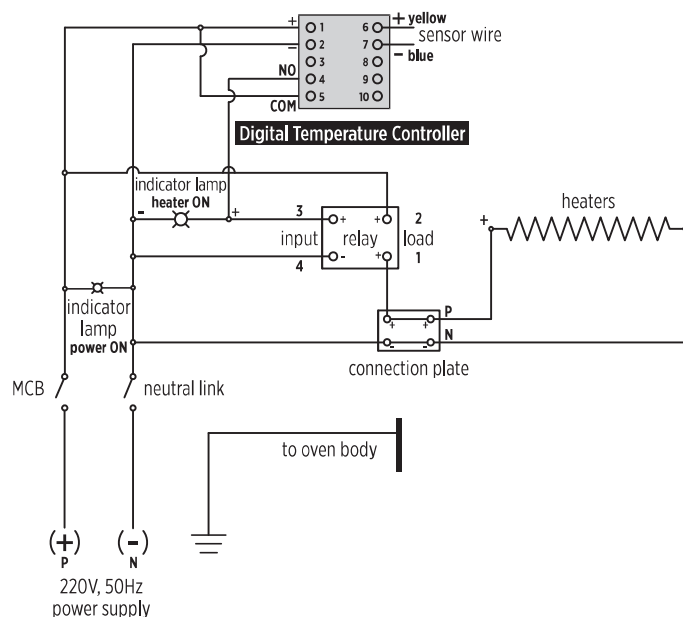 + 1 6 + yellow
sensor wire
− 2 7 − blue
3 8
NO 4 9
COM 5 10
Digital Temperature Controller
indicator lamp
heater ON
- +
3 + + 2
input relay load
4 - + 1
heaters
+
P
+ +
N
- -
connection plate
indicator
lamp
power ON
MCB
neutral link
to oven body
(+) (-)
P N
220V, 50Hz
power supply